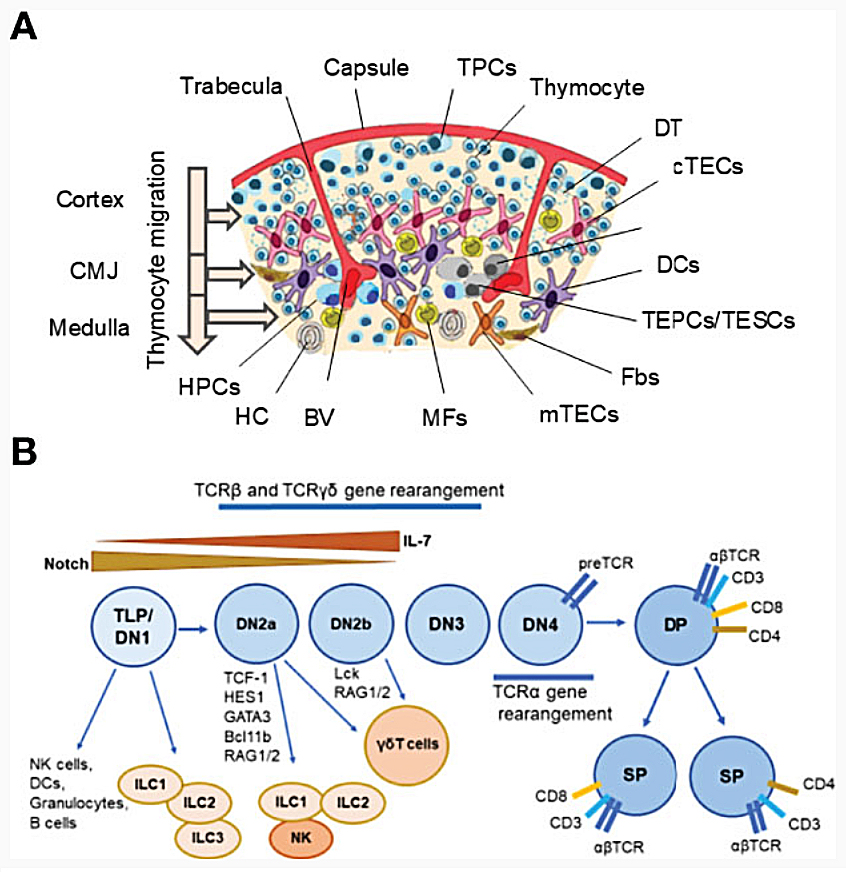 A
Trabecula
Capsule
TPCs
Thymocyte
DT
cTECs
DCs
TEPCs/TESCs
Fbs
mTECs
MFs
BV
HC
HPCs
Thymocyte migration
Cortex
CMJ
Medulla
B
TCRβ and TCRγδ gene rearangement
IL-7
Notch
TLP/
DN1
DN2a
DN2b
DN3
DN4
preTCR
DP
αβTCR
CD3
CD8
CD4
TCRα gene
rearangement
TCF-1
HES1
GATA3
Bcl11b
RAG1/2
Lck
RAG1/2
γδT cells
NK cells,
DCs,
Granulocytes,
B cells
ILC1
ILC2
ILC3
ILC1
ILC2
NK
SP
CD8
CD3
αβTCR
SP
CD4
CD3
αβTCR